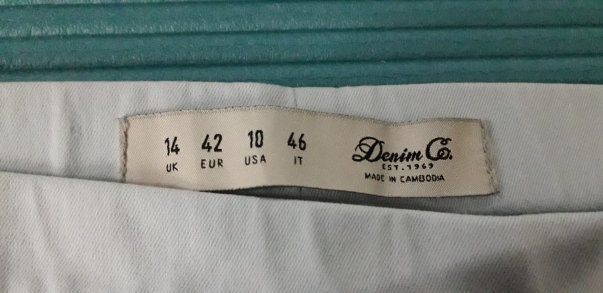 14 42 10 46
UK EUR USA IT
Denim Co.
EST. 1969
MADE IN CAMBODIA